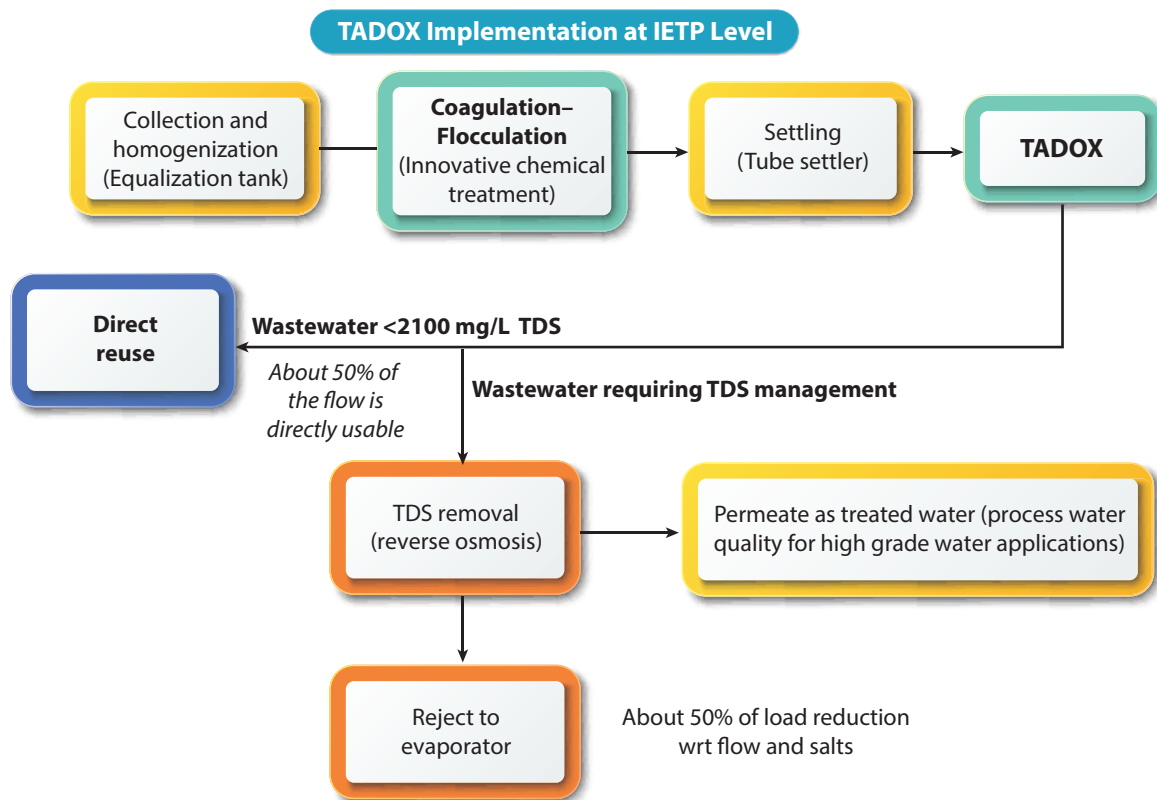 TADOX Implementation at IETP Level
Collection and
homogenization
(Equalization tank)
Coagulation–
Flocculation
(Innovative chemical
treatment)
Settling
(Tube settler)
TADOX
Direct
reuse
Wastewater <2100 mg/L TDS
About 50% of
the flow is
directly usable
Wastewater requiring TDS management
TDS removal
(reverse osmosis)
Permeate as treated water (process water
quality for high grade water applications)
Reject to
evaporator
About 50% of load reduction
wrt flow and salts